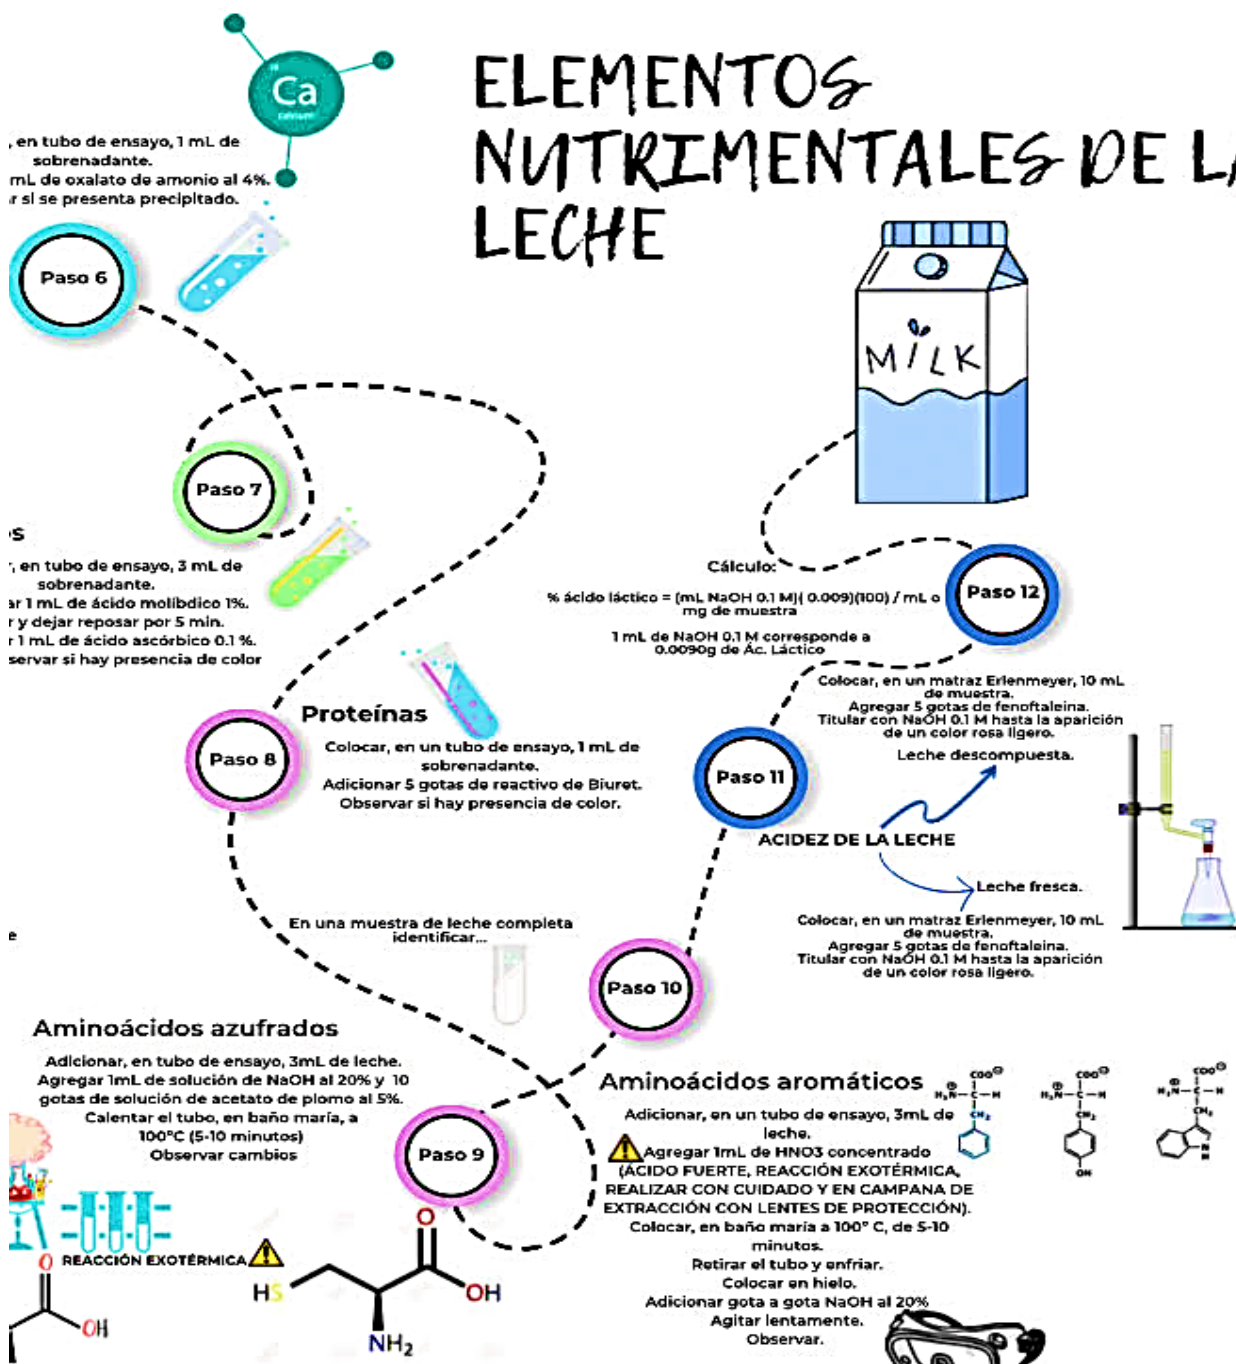 ELEMENTOS
NUTRIMENTALES DE LA
LECHE
Ca
calcium
, en tubo de ensayo, 1 mL de
sobrenadante.
mL de oxalato de amonio al 4%.
r si se presenta precipitado.
Paso 6
MILK
Paso 7
os
r, en tubo de ensayo, 3 mL de
sobrenadante.
ar 1 mL de ácido molíbdico 1%.
r y dejar reposar por 5 min.
r 1 mL de ácido ascórbico 0.1 %.
servar si hay presencia de color
Paso 8
Proteínas
Colocar, en un tubo de ensayo, 1 mL de
sobrenadante.
Adicionar 5 gotas de reactivo de Biuret.
Observar si hay presencia de color.
En una muestra de leche completa
identificar...
e
Aminoácidos azufrados
Adicionar, en tubo de ensayo, 3mL de leche.
Agregar 1mL de solución de NaOH al 20% y 10
gotas de solución de acetato de plomo al 5%.
Calentar el tubo, en baño maría, a
100°C (5-10 minutos)
Observar cambios
REACCIÓN EXOTÉRMICA
O
OH
Paso 9
O
HS
OH
NH₂
Paso 10
Aminoácidos aromáticos
Adicionar, en un tubo de ensayo, 3mL de
leche.
Agregar 1mL de HNO3 concentrado
(ÁCIDO FUERTE, REACCIÓN EXOTÉRMICA,
REALIZAR CON CUIDADO Y EN CAMPANA DE
EXTRACCIÓN CON LENTES DE PROTECCIÓN).
Colocar, en baño maría a 100° C, de 5-10
minutos.
Retirar el tubo y enfriar.
Colocar en hielo.
Adicionar gota a gota NaOH al 20%
Agitar lentamente.
Observar.
COO⊖
H₃N⊕—C—H
CH₂
COO⊖
H₃N⊕—C—H
CH₂
OH
COO⊖
H₃N⊕—C—H
CH₂
Paso 11
ACIDEZ DE LA LECHE
Leche descompuesta.
Colocar, en un matraz Erlenmeyer, 10 mL
de muestra.
Agregar 5 gotas de fenoftaleina.
Titular con NaOH 0.1 M hasta la aparición
de un color rosa ligero.
Leche fresca.
Colocar, en un matraz Erlenmeyer, 10 mL
de muestra.
Agregar 5 gotas de fenoftaleina.
Titular con NaOH 0.1 M hasta la aparición
de un color rosa ligero.
Paso 12
Cálculo:
% ácido láctico = (mL NaOH 0.1 M)( 0.009)(100) / mL o
mg de muestra
1 mL de NaOH 0.1 M corresponde a
0.0090g de Ác. Láctico